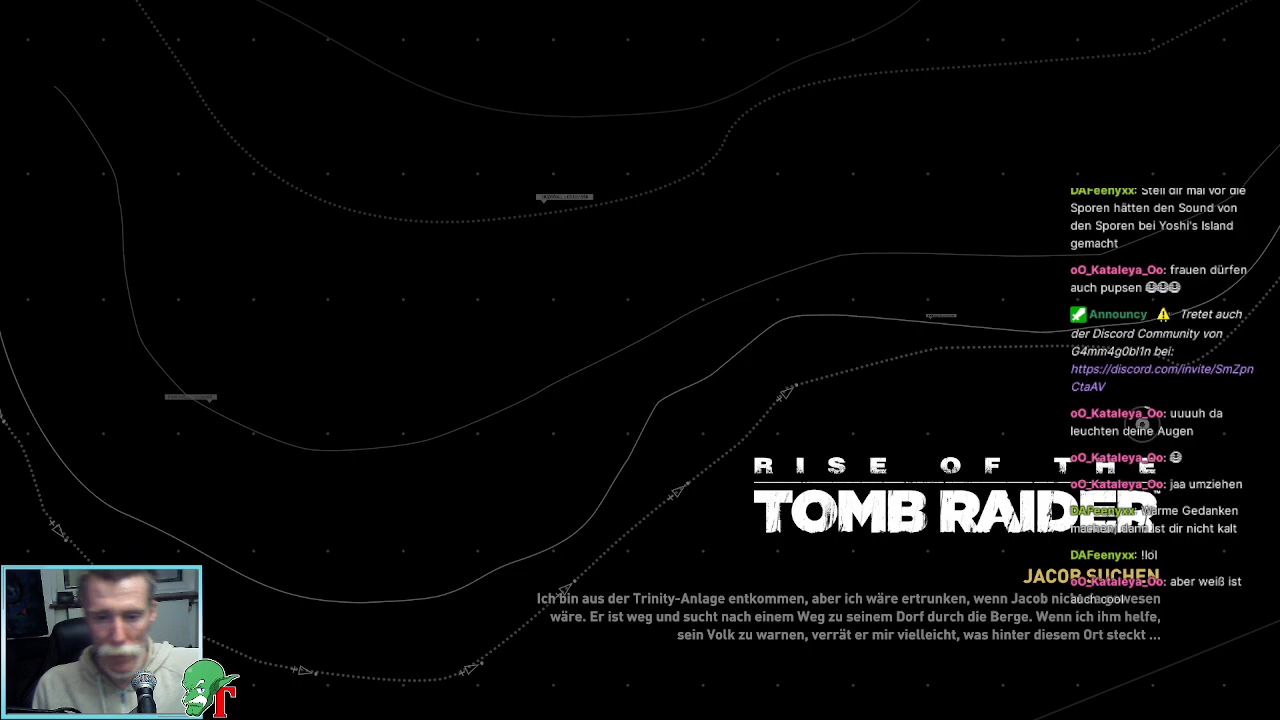 DAFeenyxx: Stell dir mal vor die
Sporen hätten den Sound von
den Sporen bei Yoshi's Island
gemacht
oO_Kataleya_Oo: frauen dürfen
auch pupsen
Announcy Tretet auch
der Discord Community von
G4mm4g0bl1n bei:
https://discord.com/invite/SmZpn
CtaAV
oO_Kataleya_Oo: uuuuh da
leuchten deine Augen
oO_Kataleya_Oo:
oO_Kataleya_Oo: jaa umziehen
DAFeenyxx: Warme Gedanken
machen, dann ist dir nicht kalt
DAFeenyxx: !lol
oO_Kataleya_Oo: aber weiß ist
auch cool
RISE OF THE
TOMB RAIDER
JACOB SUCHEN
Ich bin aus der Trinity-Anlage entkommen, aber ich wäre ertrunken, wenn Jacob nicht gewesen
wäre. Er ist weg und sucht nach einem Weg zu seinem Dorf durch die Berge. Wenn ich ihm helfe,
sein Volk zu warnen, verrät er mir vielleicht, was hinter diesem Ort steckt ...